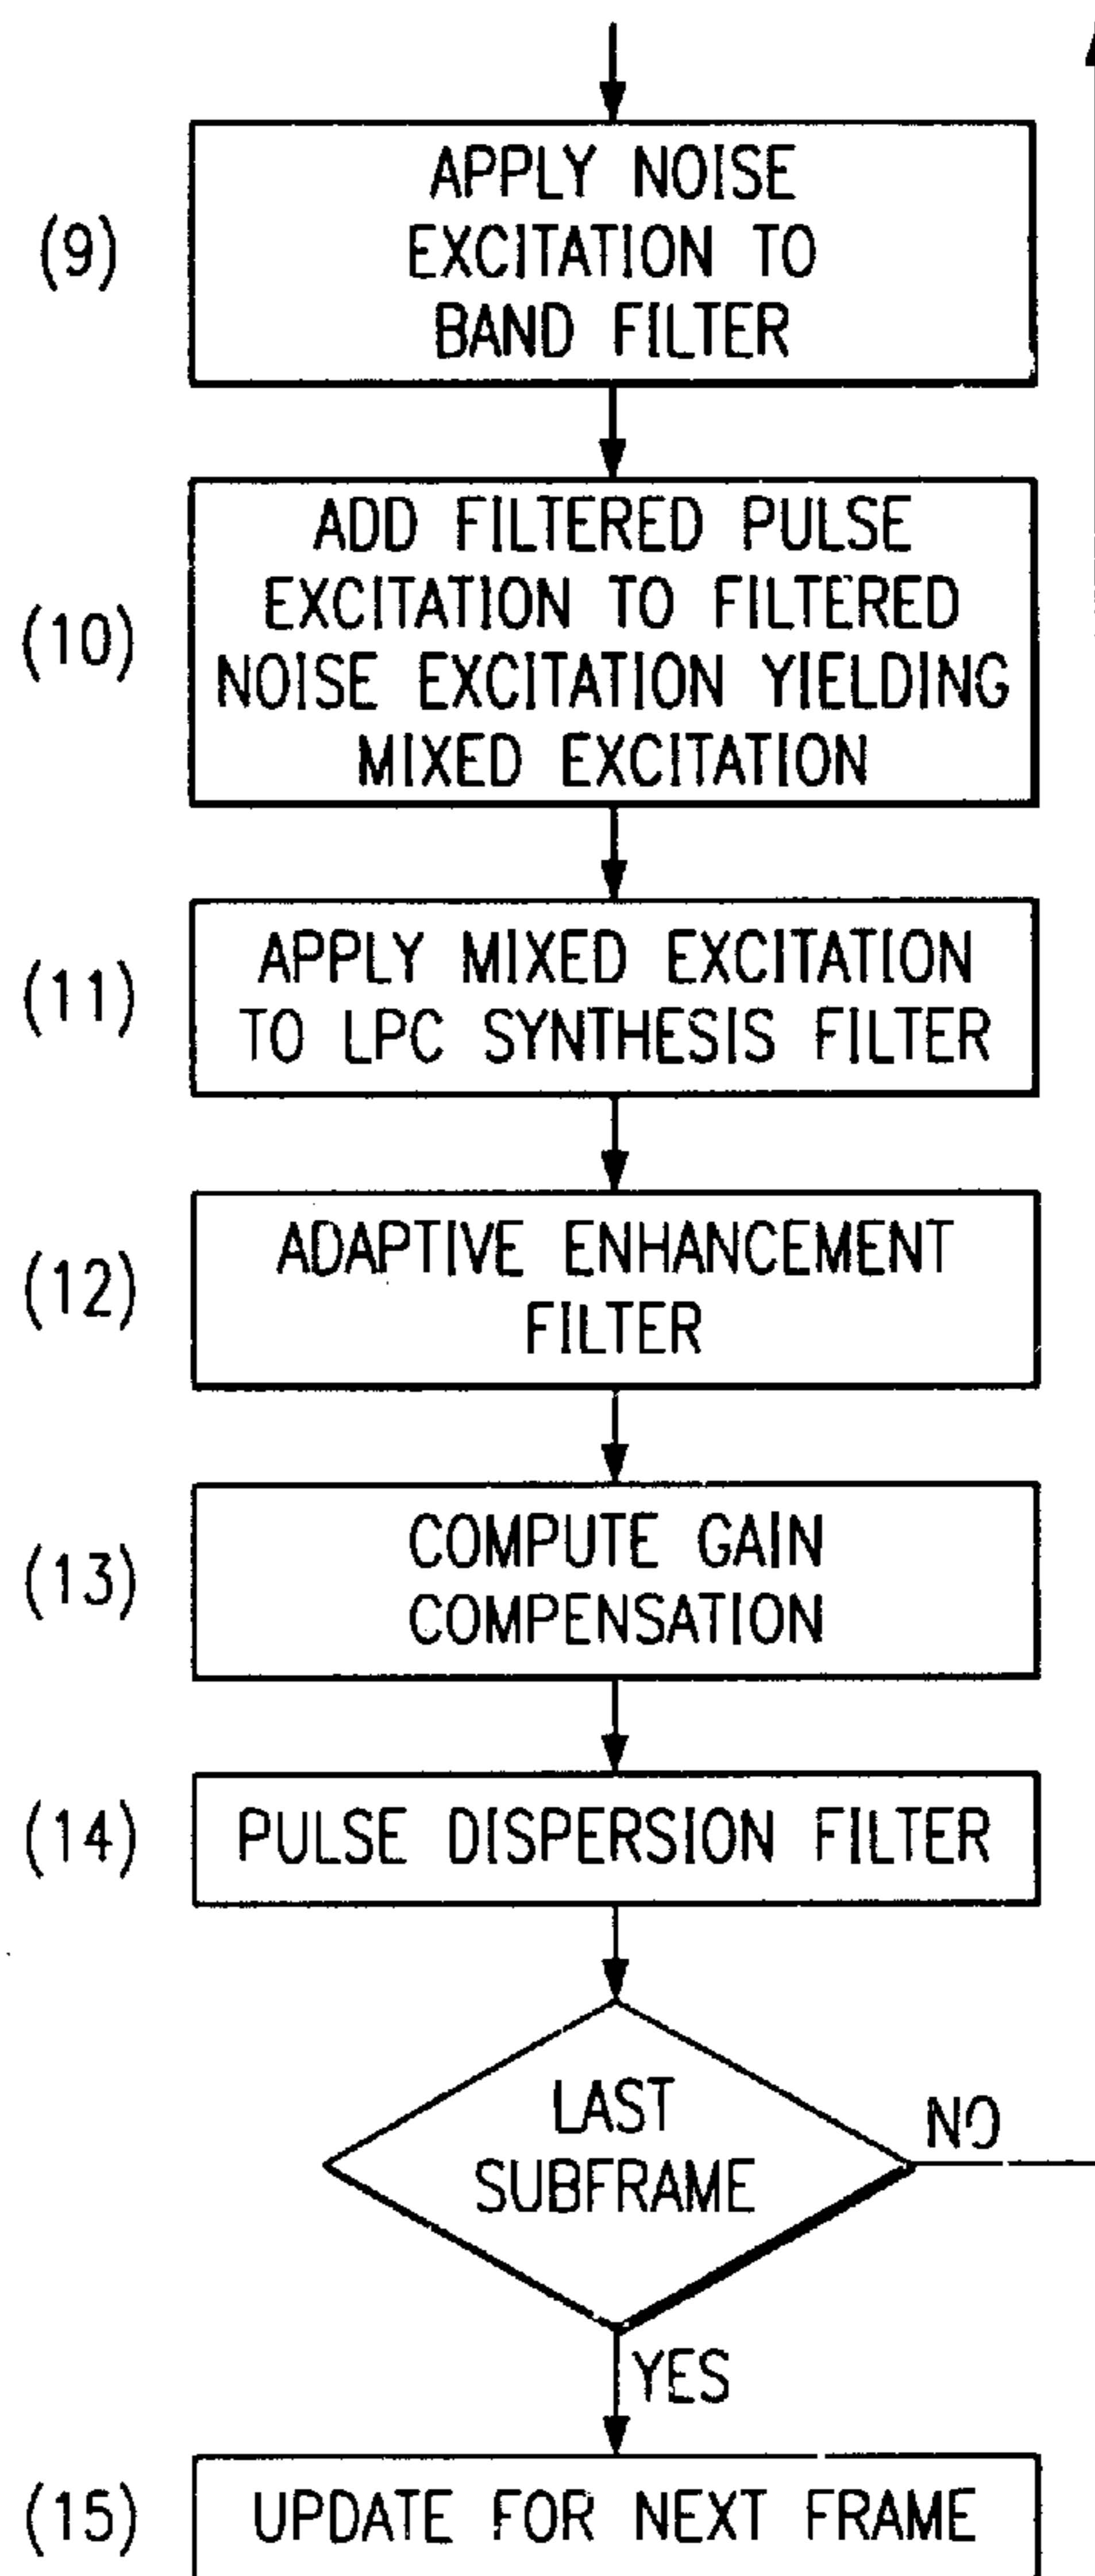 (9)
APPLY NOISE
EXCITATION TO
BAND FILTER
(10)
ADD FILTERED PULSE
EXCITATION TO FILTERED
NOISE EXCITATION YIELDING
MIXED EXCITATION
(11)
APPLY MIXED EXCITATION
TO LPC SYNTHESIS FILTER
(12)
ADAPTIVE ENHANCEMENT
FILTER
(13)
COMPUTE GAIN
COMPENSATION
(14)
PULSE DISPERSION FILTER
LAST
SUBFRAME
NO
YES
(15)
UPDATE FOR NEXT FRAME